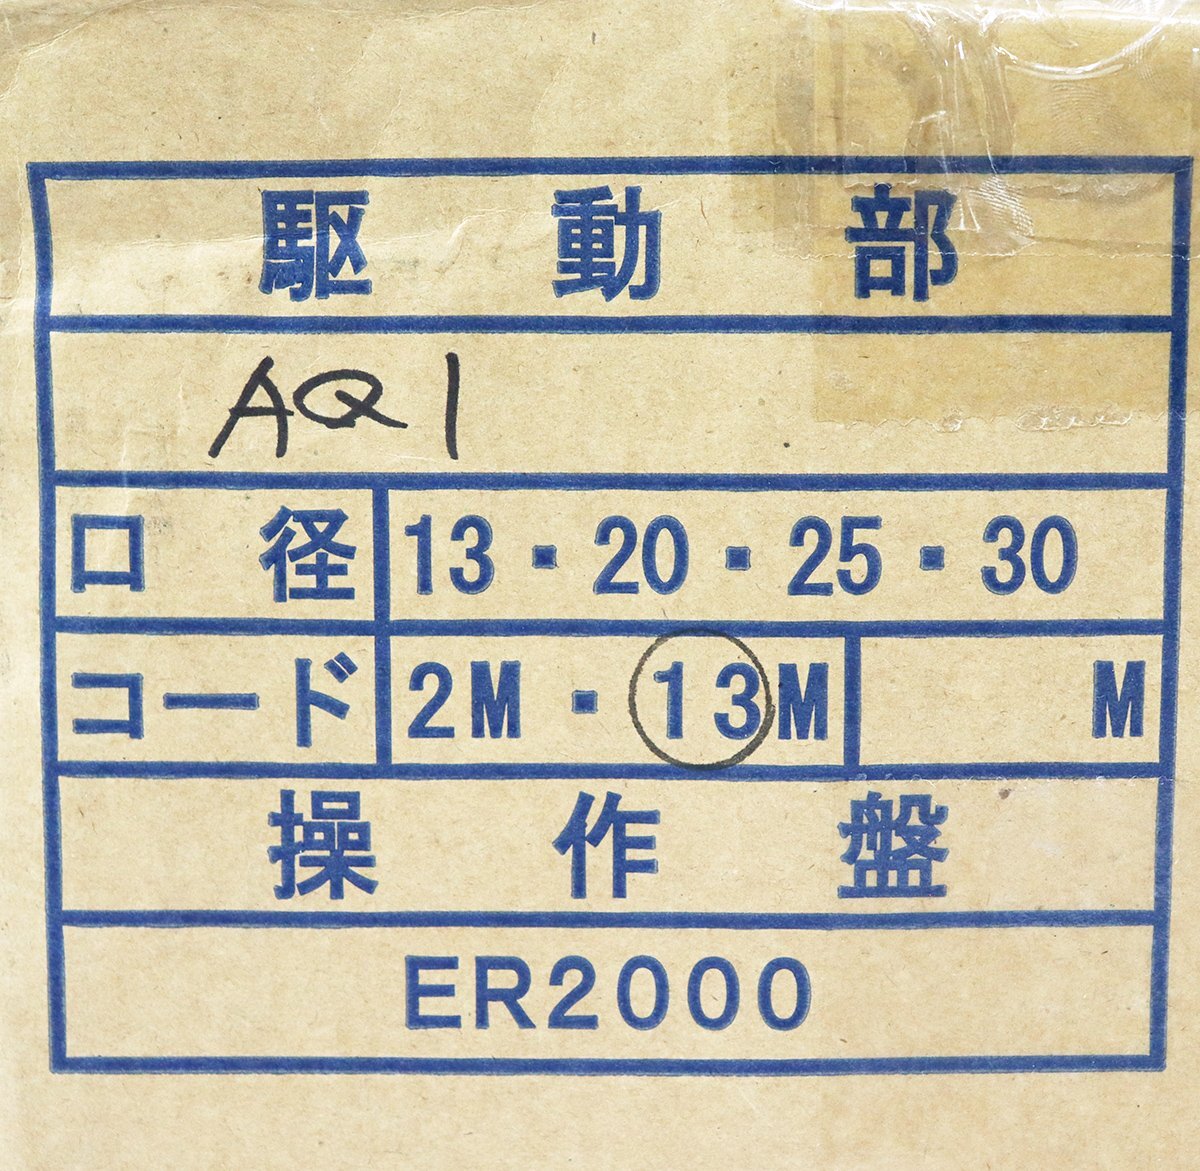 駆動部
AQ1
口径 13・20・25・30
コード 2M・13M M
操作盤
ER2000